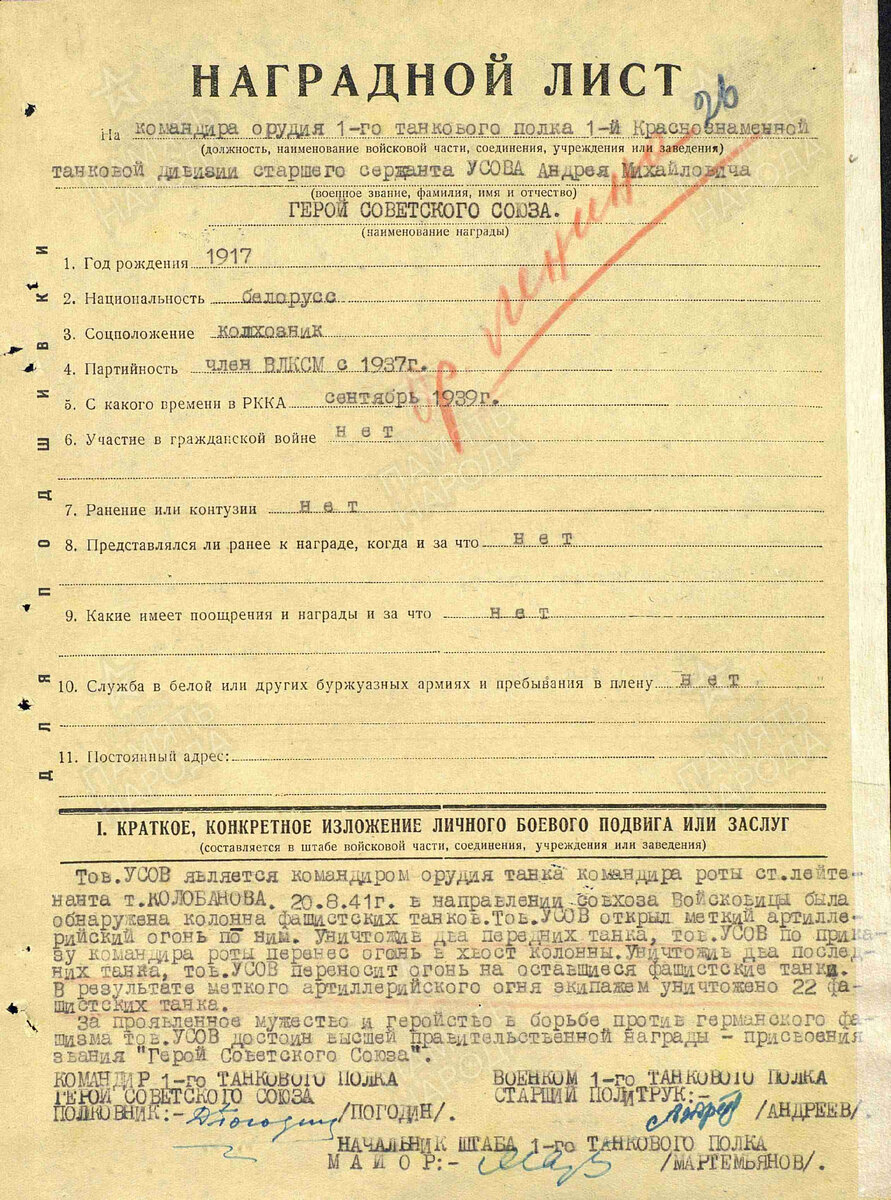 НАГРАДНОЙ ЛИСТ
26
На командира орудия 1-го танкового полка 1-й Краснознаменной
(должность, наименование войсковой части, соединения, учреждения или заведения)
танковой дивизии старшего сержанта УСОВА Андрея Михайловича
(военное звание, фамилия, имя и отчество)
ГЕРОЙ СОВЕТСКОГО СОЮЗА.
(наименование награды)
ор Ленина
1. Год рождения 1917
2. Национальность белорусс
3. Соцположение колхозник
4. Партийность член ВЛКСМ с 1937г.
5. С какого времени в РККА сентябрь 1939г.
6. Участие в гражданской войне нет
7. Ранение или контузии нет
8. Представлялся ли ранее к награде, когда и за что нет
9. Какие имеет поощрения и награды и за что нет
10. Служба в белой или других буржуазных армиях и пребывания в плену нет
11. Постоянный адрес:
ДЛЯ ПОДШИВКИ
I. КРАТКОЕ, КОНКРЕТНОЕ ИЗЛОЖЕНИЕ ЛИЧНОГО БОЕВОГО ПОДВИГА ИЛИ ЗАСЛУГ
(составляется в штабе войсковой части, соединения, учреждения или заведения)
Тов.УСОВ является командиром орудия танка командира роты ст.лейте-
нанта т.КОЛОБАНОВА. 20.8.41г. в направлении совхоза Войсковицы была
обнаружена колонна фашистских танков.Тов.УСОВ открыл меткий артилле-
рийский огонь по ним. Уничтожив два передних танка, тов.УСОВ по прика-
зу командира роты перенес огонь в хвост колонны.Уничтожив два послед-
них танка, тов.УСОВ переносит огонь на оставшиеся фашистские танки.
В результате меткого артиллерийского огня экипажем уничтожено 22 фа-
шистских танка.
За проявленное мужество и геройство в борьбе против германского фа-
шизма тов.УСОВ достоин высшей правительственной награды - присвоения
звания "Герой Советского Союза".
КОМАНДИР 1-го ТАНКОВОГО ПОЛКА
ГЕРОЙ СОВЕТСКОГО СОЮЗА
ПОЛКОВНИК:- /ПОГОДИН/.
ВОЕНКОМ 1-го ТАНКОВОГО ПОЛКА
СТАРШИЙ ПОЛИТРУК:-
/АНДРЕЕВ/
НАЧАЛЬНИК ШТАБА 1-го ТАНКОВОГО ПОЛКА
МАЙОР:- /МАРТЕМЬЯНОВ/.
ПАМЯТЬ НАРОДА